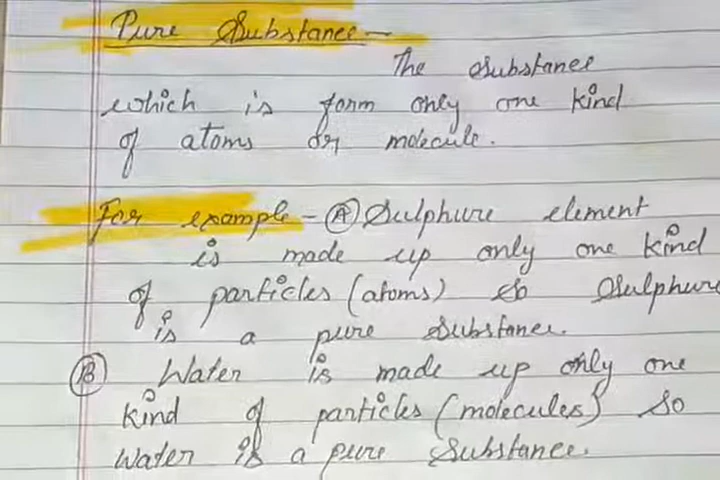 Pure Substance -
The substance
which is form only one kind
of atoms or molecule.
For example - (A) Sulphure element
is made up only one kind
of particles (atoms) so Sulphure
is a pure substance.
(B) Water is made up only one
kind of particles (molecules) so
water is a pure substance.